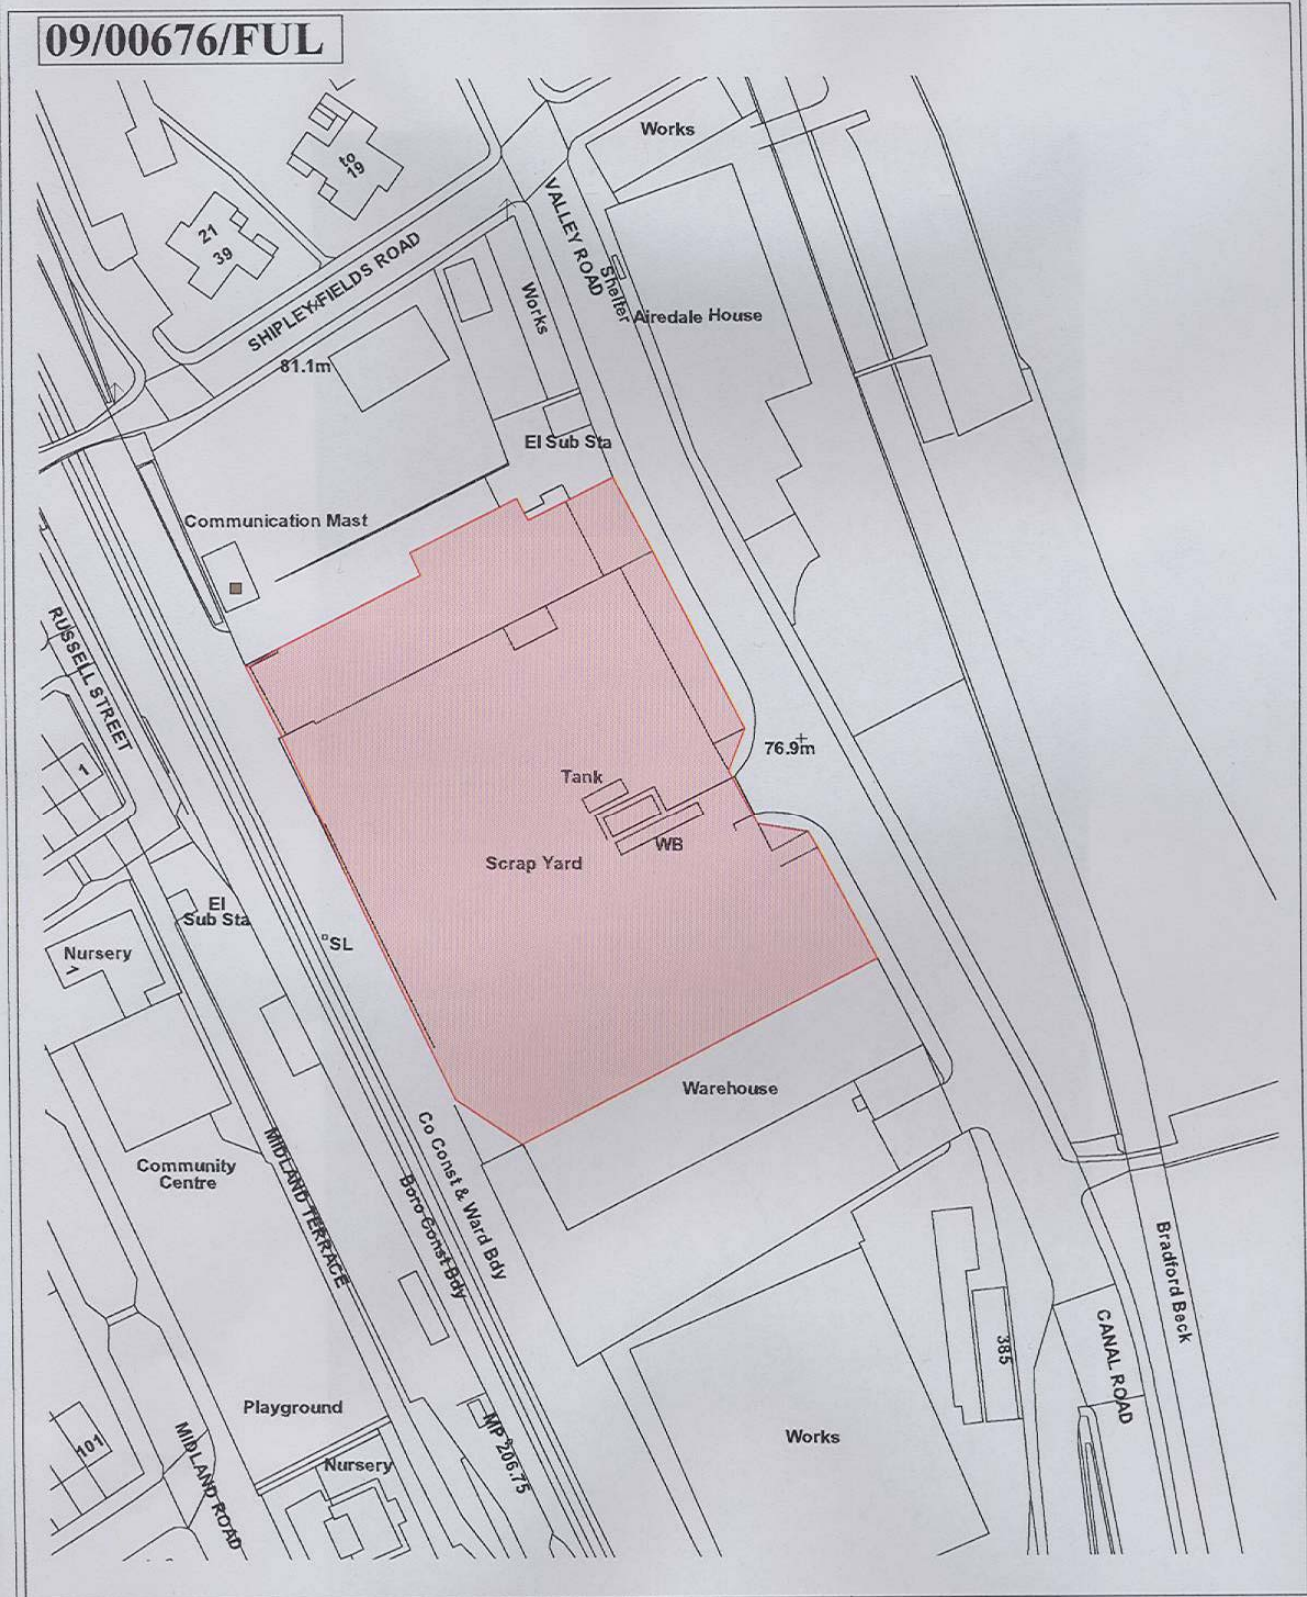 09/00676/FUL
Works
to
19
21
39
VALLEY ROAD
SHIPLEY FIELDS ROAD
Shelter
Works
Airedale House
81.1m
El Sub Sta
Communication Mast
RUSSELL STREET
1
76.9m
Tank
WB
Scrap Yard
El
Sub Sta
SL
Nursery
1
Warehouse
Co Const & Ward Bdy
Boro Const Bdy
Community
Centre
MIDLAND TERRACE
Bradford Beck
385
CANAL ROAD
Playground
MP 206.75
Works
101
MIDLAND ROAD
Nursery